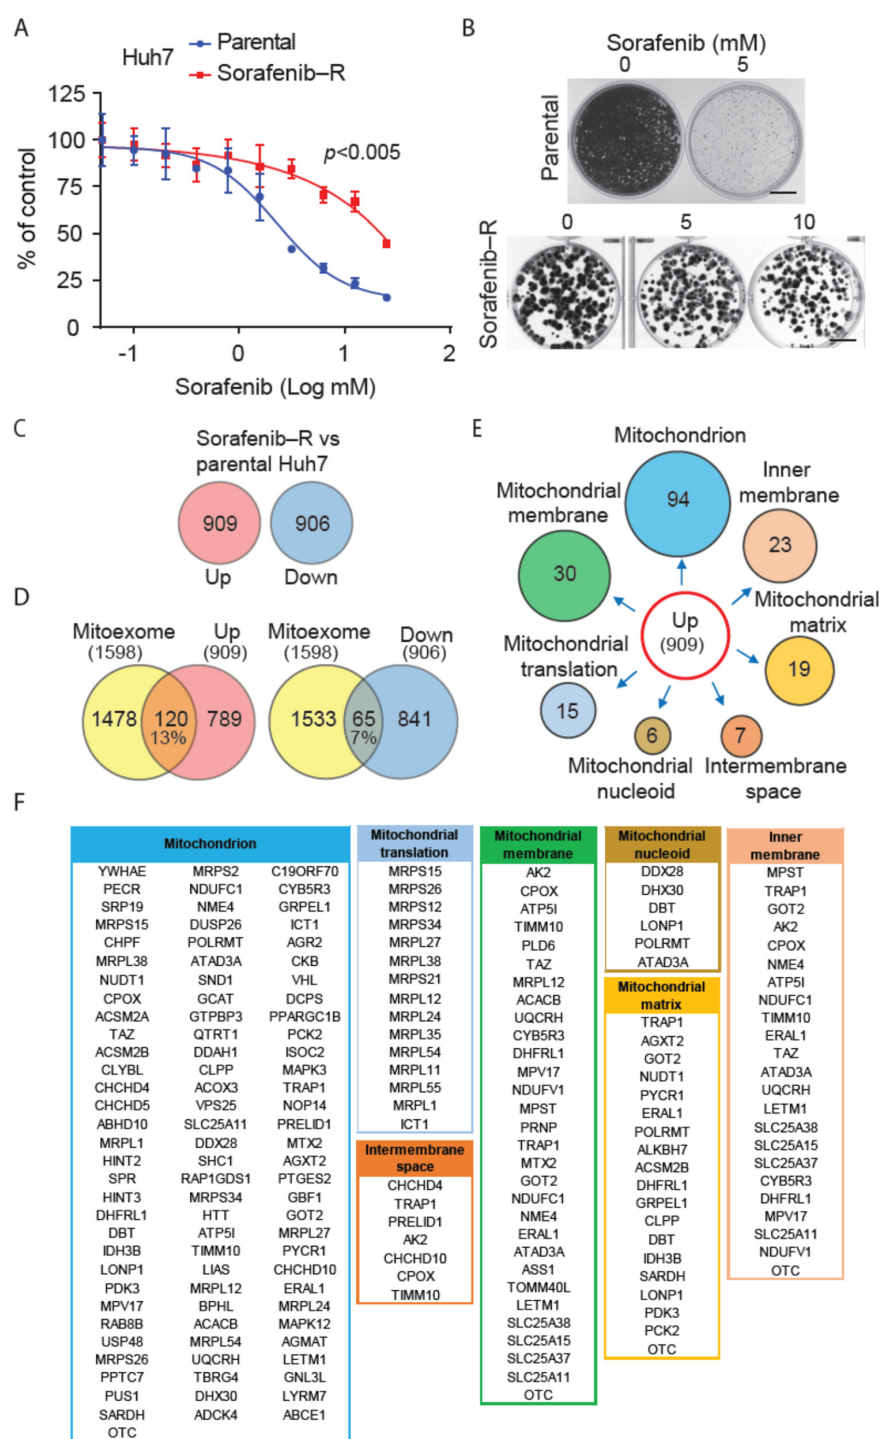 A
Huh7
Parental
Sorafenib–R
125
100
75
50
25
0
% of control
p<0.005
-1
0
1
2
Sorafenib (Log mM)
B
Sorafenib (mM)
0
5
Parental
0
5
10
Sorafenib–R
C
Sorafenib–R vs
parental Huh7
909
906
Up
Down
D
Mitoexome
(1598)
Up
(909)
1478
120
13%
789
Mitoexome
(1598)
Down
(906)
1533
65
7%
841
E
Mitochondrion
94
Inner
membrane
23
Mitochondrial
membrane
30
Up
(909)
Mitochondrial
matrix
19
Mitochondrial
translation
15
6
Mitochondrial
nucleoid
7
Intermembrane
space
F
Mitochondrion
YWHAE MRPS2 C19ORF70
PECR NDUFC1 CYB5R3
SRP19 NME4 GRPEL1
MRPS15 DUSP26 ICT1
CHPF POLRMT AGR2
MRPL38 ATAD3A CKB
NUDT1 SND1 VHL
CPOX GCAT DCPS
ACSM2A GTPBP3 PPARGC1B
TAZ QTRT1 PCK2
ACSM2B DDAH1 ISOC2
CLYBL CLPP MAPK3
CHCHD4 ACOX3 TRAP1
CHCHD5 VPS25 NOP14
ABHD10 SLC25A11 PRELID1
MRPL1 DDX28 MTX2
HINT2 SHC1 AGXT2
SPR RAP1GDS1 PTGES2
HINT3 MRPS34 GBF1
DHFRL1 HTT GOT2
DBT ATP5I MRPL27
IDH3B TIMM10 PYCR1
LONP1 LIAS CHCHD10
PDK3 MRPL12 ERAL1
MPV17 BPHL MRPL24
RAB8B ACACB MAPK12
USP48 MRPL54 AGMAT
MRPS26 UQCRH LETM1
PPTC7 TBRG4 GNL3L
PUS1 DHX30 LYRM7
SARDH ADCK4 ABCE1
OTC
Mitochondrial
translation
MRPS15
MRPS26
MRPS12
MRPS34
MRPL27
MRPL38
MRPS21
MRPL12
MRPL24
MRPL35
MRPL54
MRPL11
MRPL55
MRPL1
ICT1
Intermembrane
space
CHCHD4
TRAP1
PRELID1
AK2
CHCHD10
CPOX
TIMM10
Mitochondrial
membrane
AK2
CPOX
ATP5I
TIMM10
PLD6
TAZ
MRPL12
ACACB
UQCRH
CYB5R3
DHFRL1
MPV17
NDUFV1
MPST
PRNP
TRAP1
MTX2
GOT2
NDUFC1
NME4
ERAL1
ATAD3A
ASS1
TOMM40L
LETM1
SLC25A38
SLC25A15
SLC25A37
SLC25A11
OTC
Mitochondrial
nucleoid
DDX28
DHX30
DBT
LONP1
POLRMT
ATAD3A
Mitochondrial
matrix
TRAP1
AGXT2
GOT2
NUDT1
PYCR1
ERAL1
POLRMT
ALKBH7
ACSM2B
DHFRL1
GRPEL1
CLPP
DBT
IDH3B
SARDH
LONP1
PDK3
PCK2
OTC
Inner
membrane
MPST
TRAP1
GOT2
AK2
CPOX
NME4
ATP5I
NDUFC1
TIMM10
ERAL1
TAZ
ATAD3A
UQCRH
LETM1
SLC25A38
SLC25A15
SLC25A37
CYB5R3
DHFRL1
MPV17
SLC25A11
NDUFV1
OTC